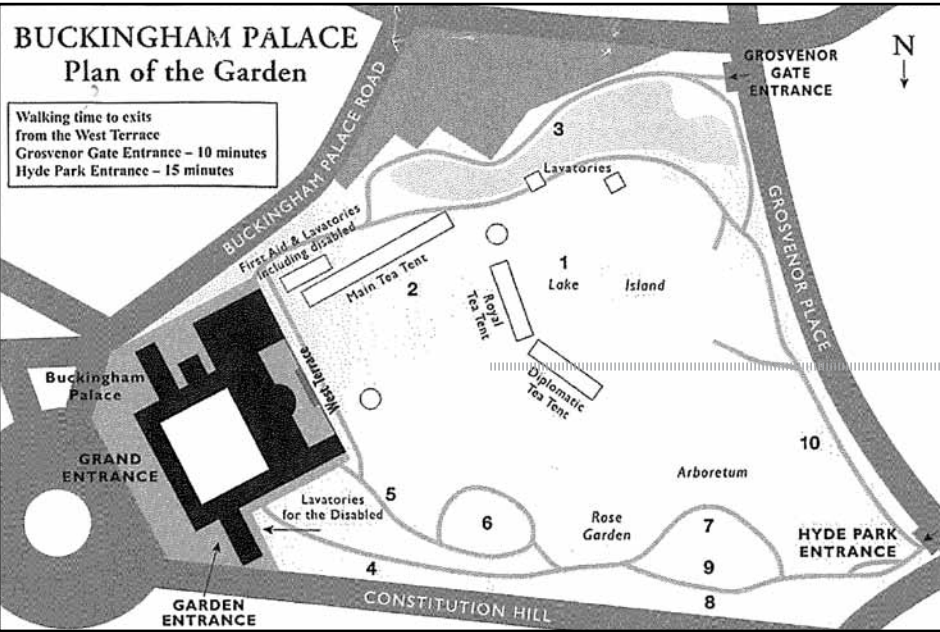 BUCKINGHAM PALACE
Plan of the Garden
Walking time to exits
from the West Terrace
Grosvenor Gate Entrance – 10 minutes
Hyde Park Entrance – 15 minutes
N
GROSVENOR
GATE
ENTRANCE
BUCKINGHAM PALACE ROAD
3
Lavatories
First Aid & Lavatories
including disabled
Main Tea Tent
2
1
Lake
Island
Royal
Tea Tent
GROSVENOR PLACE
Diplomatic
Tea Tent
West Terrace
Buckingham
Palace
GRAND
ENTRANCE
10
Arboretum
5
Lavatories
for the Disabled
6
Rose
Garden
7
HYDE PARK
ENTRANCE
4
9
8
CONSTITUTION HILL
GARDEN
ENTRANCE